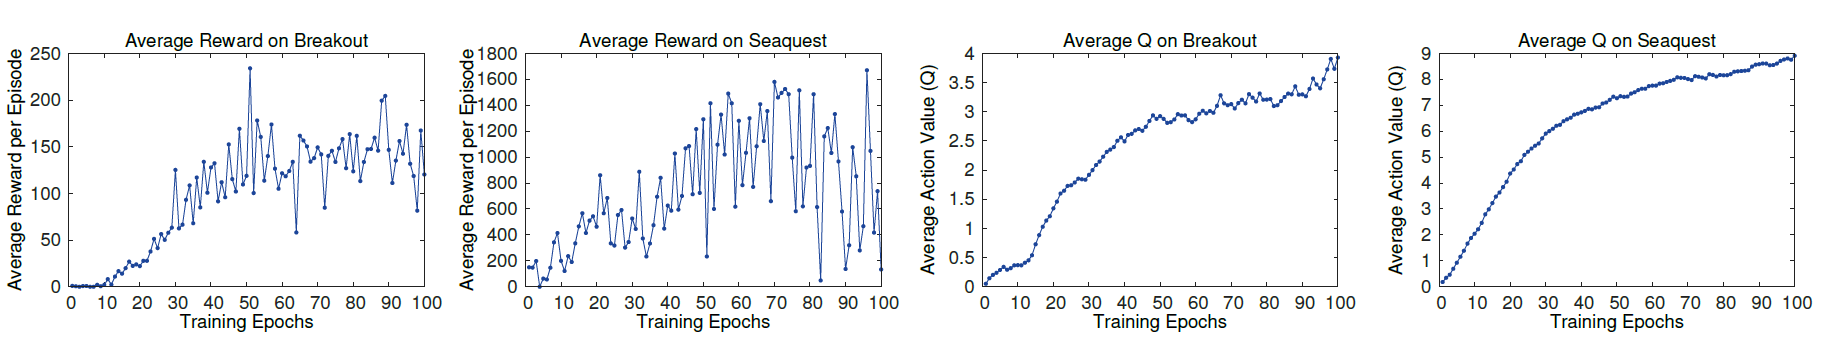 Average Reward on Breakout
Average Reward per Episode
250
200
150
100
50
0
0 10 20 30 40 50 60 70 80 90 100
Training Epochs
Average Reward on Seaquest
Average Reward per Episode
1800
1600
1400
1200
1000
800
600
400
200
0
0 10 20 30 40 50 60 70 80 90 100
Training Epochs
Average Q on Breakout
Average Action Value (Q)
4
3.5
3
2.5
2
1.5
1
0.5
0
0 10 20 30 40 50 60 70 80 90 100
Training Epochs
Average Q on Seaquest
Average Action Value (Q)
9
8
7
6
5
4
3
2
1
0
0 10 20 30 40 50 60 70 80 90 100
Training Epochs